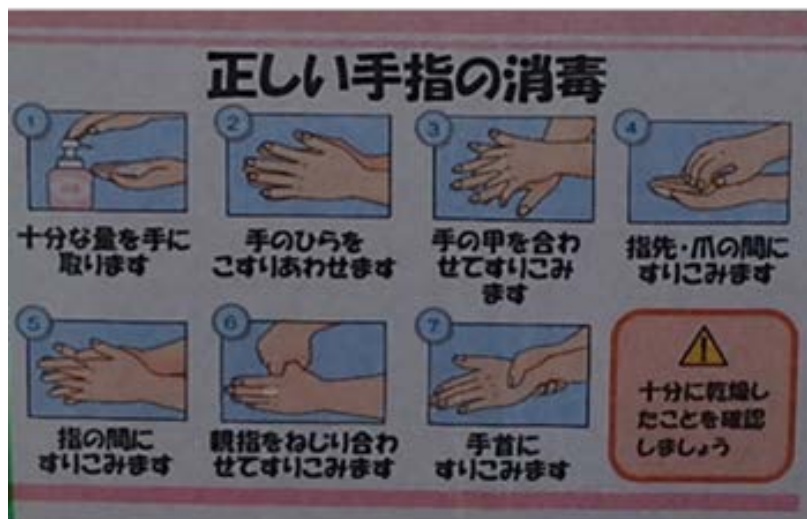 正しい手指の消毒
1
十分な量を手に
取ります
2
手のひらを
こすりあわせます
3
手の甲を合わ
せてすりこみ
ます
4
指先・爪の間に
すりこみます
5
指の間に
すりこみます
6
親指をねじり合わ
せてすりこみます
7
手首に
すりこみます
十分に乾燥し
たことを確認
しましょう